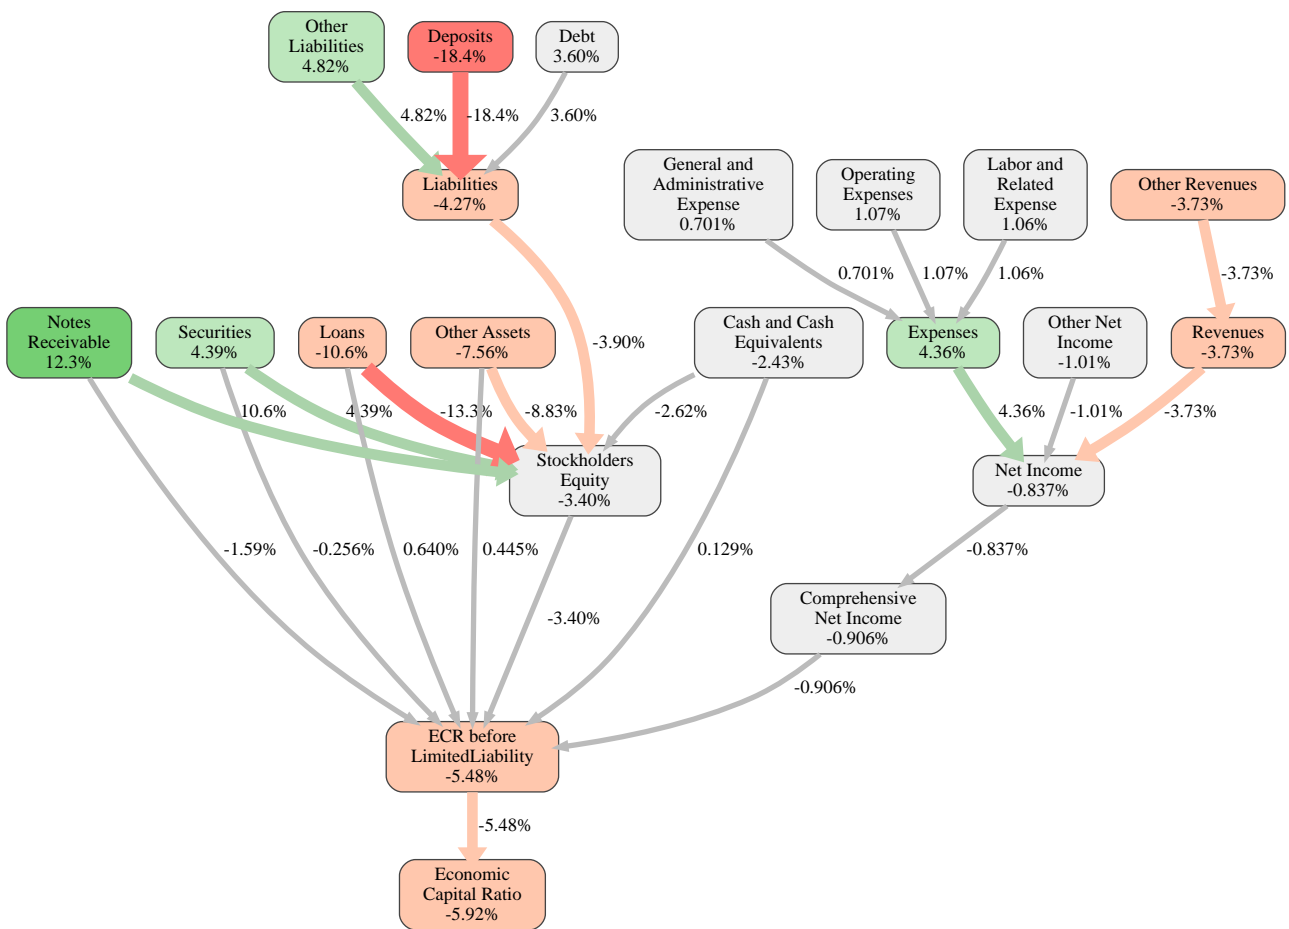 Other
Liabilities
4.82%
Deposits
-18.4%
Debt
3.60%
4.82%
-18.4%
3.60%
Liabilities
-4.27%
General and
Administrative
Expense
0.701%
Operating
Expenses
1.07%
Labor and
Related
Expense
1.06%
Other Revenues
-3.73%
0.701%
1.07%
1.06%
-3.73%
Notes
Receivable
12.3%
Securities
4.39%
Loans
-10.6%
Other Assets
-7.56%
-3.90%
Cash and Cash
Equivalents
-2.43%
Expenses
4.36%
Other Net
Income
-1.01%
Revenues
-3.73%
10.6%
4.39%
-13.3%
-8.83%
-2.62%
4.36%
-1.01%
-3.73%
Stockholders
Equity
-3.40%
Net Income
-0.837%
-1.59%
-0.256%
0.640%
0.445%
0.129%
-0.837%
-3.40%
Comprehensive
Net Income
-0.906%
-0.906%
ECR before
LimitedLiability
-5.48%
-5.48%
Economic
Capital Ratio
-5.92%